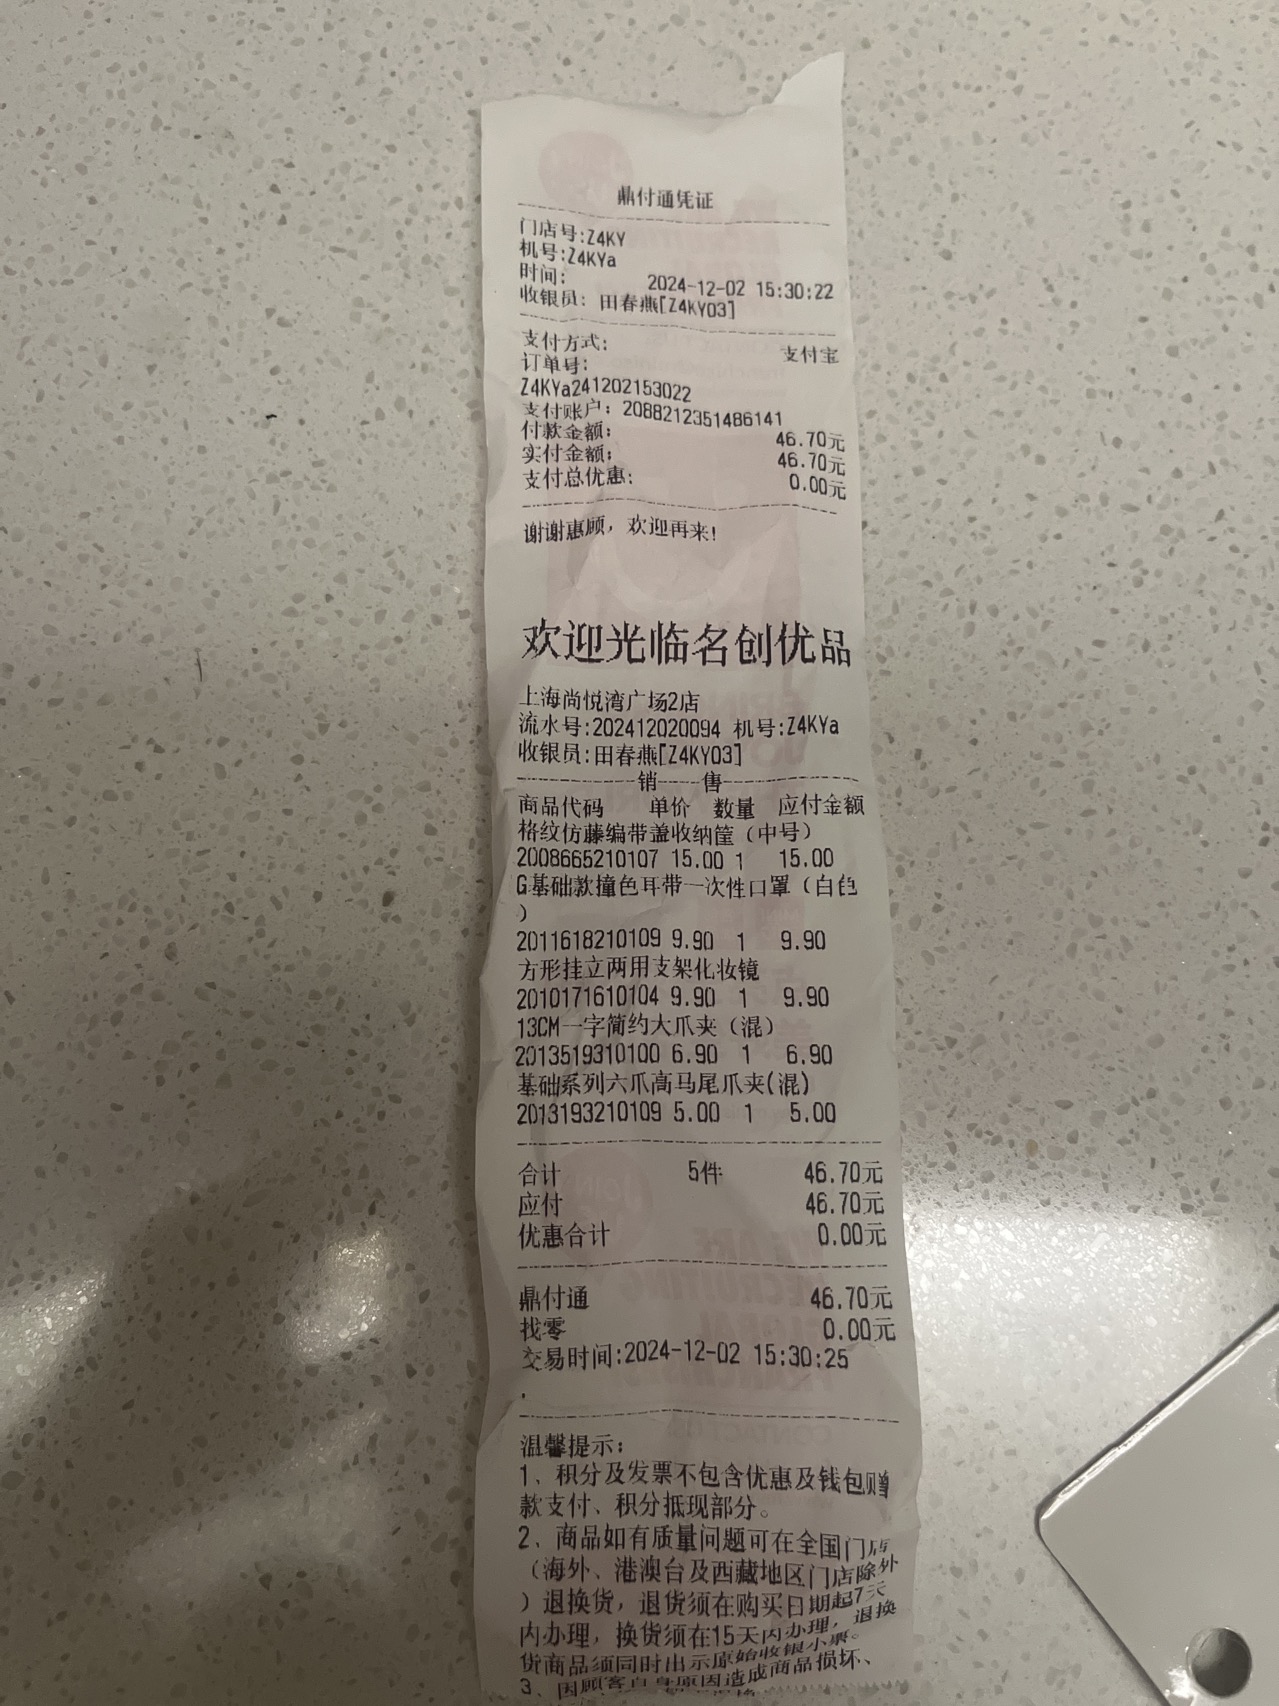 鼎付通凭证
门店号:Z4KY
机号:Z4KYa
时间: 2024-12-02 15:30:22
收银员: 田春燕[Z4KY03]
支付方式: 支付宝
订单号:
Z4KYa241202153022
支付账户: 2088212351486141
付款金额: 46.70元
实付金额: 46.70元
支付总优惠: 0.00元
谢谢惠顾, 欢迎再来!
欢迎光临名创优品
上海尚悦湾广场2店
流水号:202412020094 机号:Z4KYa
收银员:田春燕[Z4KY03]
销----售
商品代码 单价 数量 应付金额
格纹仿藤编带盖收纳筐（中号）
2008665210107 15.00 1 15.00
G基础款撞色耳带一次性口罩（白色
）
2011618210109 9.90 1 9.90
方形挂立两用支架化妆镜
2010171610104 9.90 1 9.90
13CM一字简约大爪夹（混）
2013519310100 6.90 1 6.90
基础系列六爪高马尾爪夹(混)
2013193210109 5.00 1 5.00
合计 5件 46.70元
应付 46.70元
优惠合计 0.00元
鼎付通 46.70元
找零 0.00元
交易时间:2024-12-02 15:30:25
.
温馨提示:
1、积分及发票不包含优惠及钱包赠
款支付、积分抵现部分。
2、商品如有质量问题可在全国门店
（海外、港澳台及西藏地区门店除外
）退换货，退货须在购买日期起7天
内办理，换货须在15天内办理，退换
货商品须同时出示原始收银小票。
3、因顾客自身原因造成商品损坏、